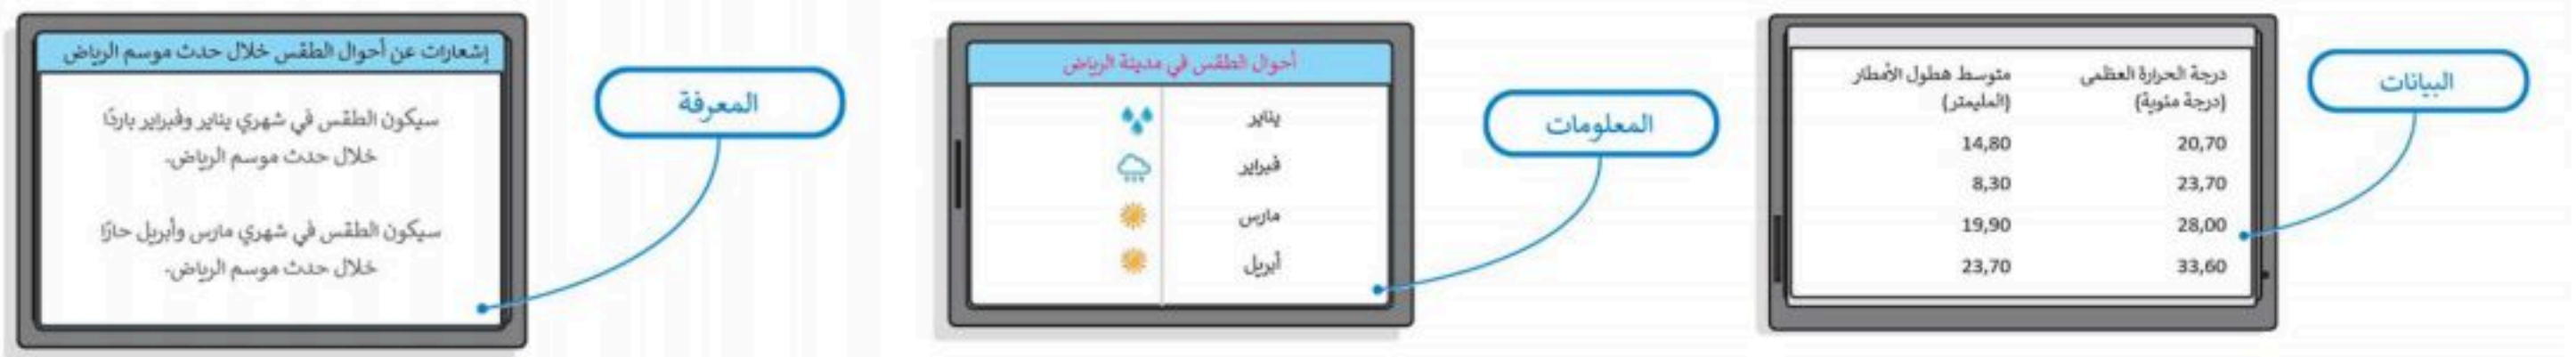 البيانات
درجة الحرارة العظمى متوسط هطول الأمطار
(درجة مئوية) (المليمتر)
20,70 14,80
23,70 8,30
28,00 19,90
33,60 23,70
المعلومات
أحوال الطقس في مدينة الرياض
يناير
فبراير
مارس
أبريل
المعرفة
إشعارات عن أحوال الطقس خلال حدث موسم الرياض
سيكون الطقس في شهري يناير وفبراير باردًا
خلال حدث موسم الرياض.
سيكون الطقس في شهري مارس وأبريل حارًا
خلال حدث موسم الرياض.